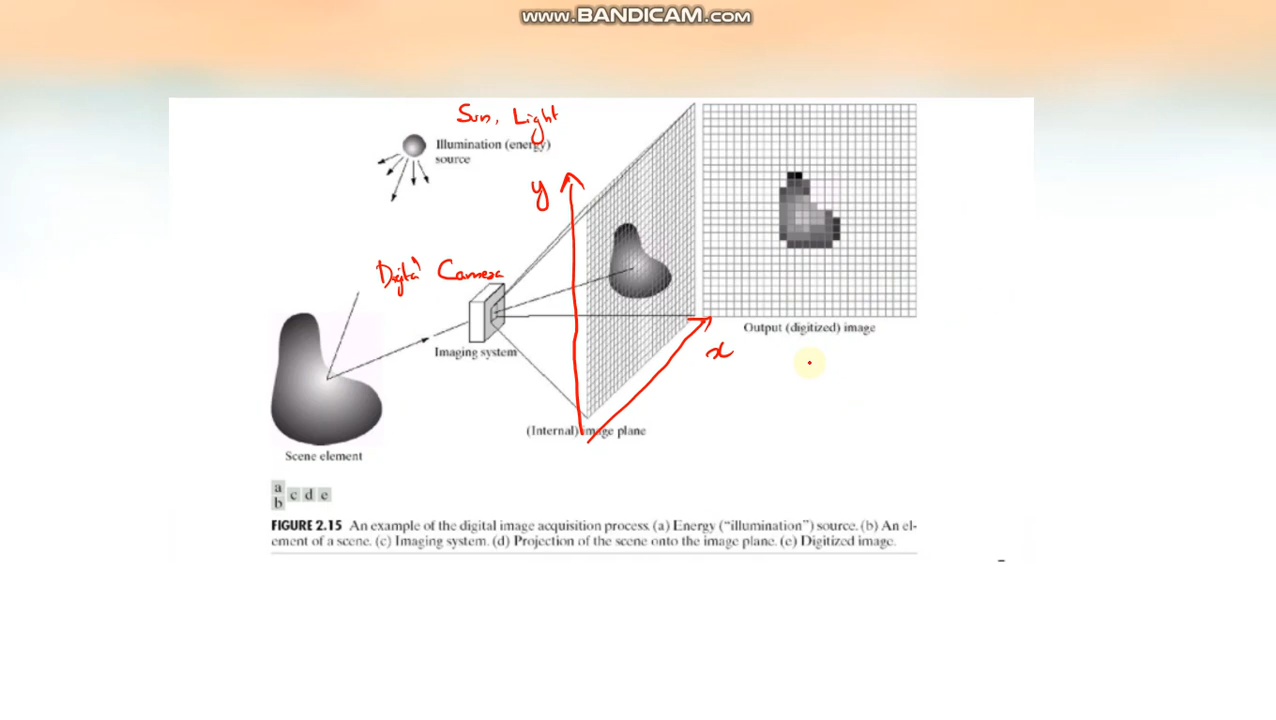 WWW.BANDICAM.COM
Sun, Light
Illumination (energy)
source
y
Digital Camera
Imaging system
x
Output (digitized) image
(Internal) image plane
Scene element
a
b c d e
FIGURE 2.15 An example of the digital image acquisition process. (a) Energy (“illumination”) source. (b) An el-
ement of a scene. (c) Imaging system. (d) Projection of the scene onto the image plane. (e) Digitized image.